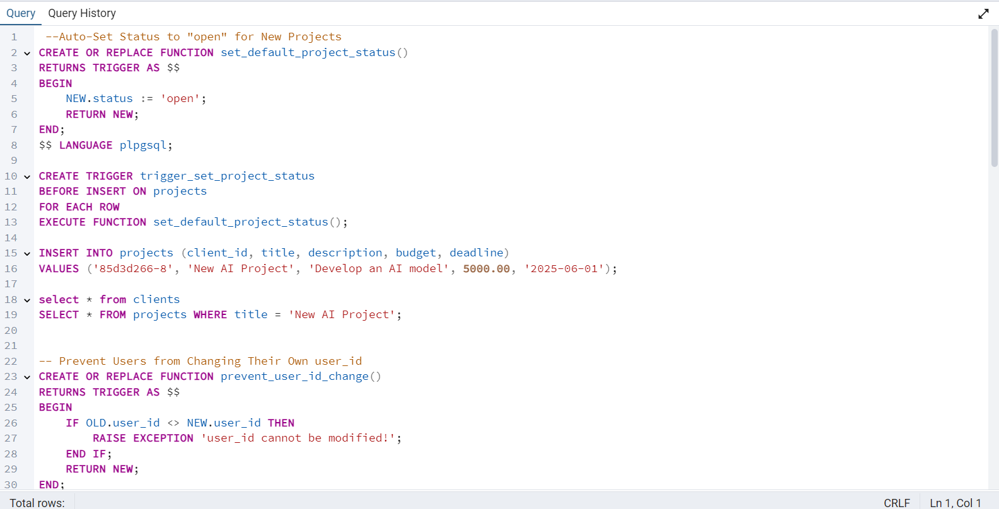 Query Query History
1 --Auto-Set Status to "open" for New Projects
2 CREATE OR REPLACE FUNCTION set_default_project_status()
3 RETURNS TRIGGER AS $$
4 BEGIN
5 NEW.status := 'open';
6 RETURN NEW;
7 END;
8 $$ LANGUAGE plpgsql;
9
10 CREATE TRIGGER trigger_set_project_status
11 BEFORE INSERT ON projects
12 FOR EACH ROW
13 EXECUTE FUNCTION set_default_project_status();
14
15 INSERT INTO projects (client_id, title, description, budget, deadline)
16 VALUES ('85d3d266-8', 'New AI Project', 'Develop an AI model', 5000.00, '2025-06-01');
17
18 select * from clients
19 SELECT * FROM projects WHERE title = 'New AI Project';
20
21
22 -- Prevent Users from Changing Their Own user_id
23 CREATE OR REPLACE FUNCTION prevent_user_id_change()
24 RETURNS TRIGGER AS $$
25 BEGIN
26 IF OLD.user_id <> NEW.user_id THEN
27 RAISE EXCEPTION 'user_id cannot be modified!';
28 END IF;
29 RETURN NEW;
30 END;
Total rows: CRLF Ln 1, Col 1